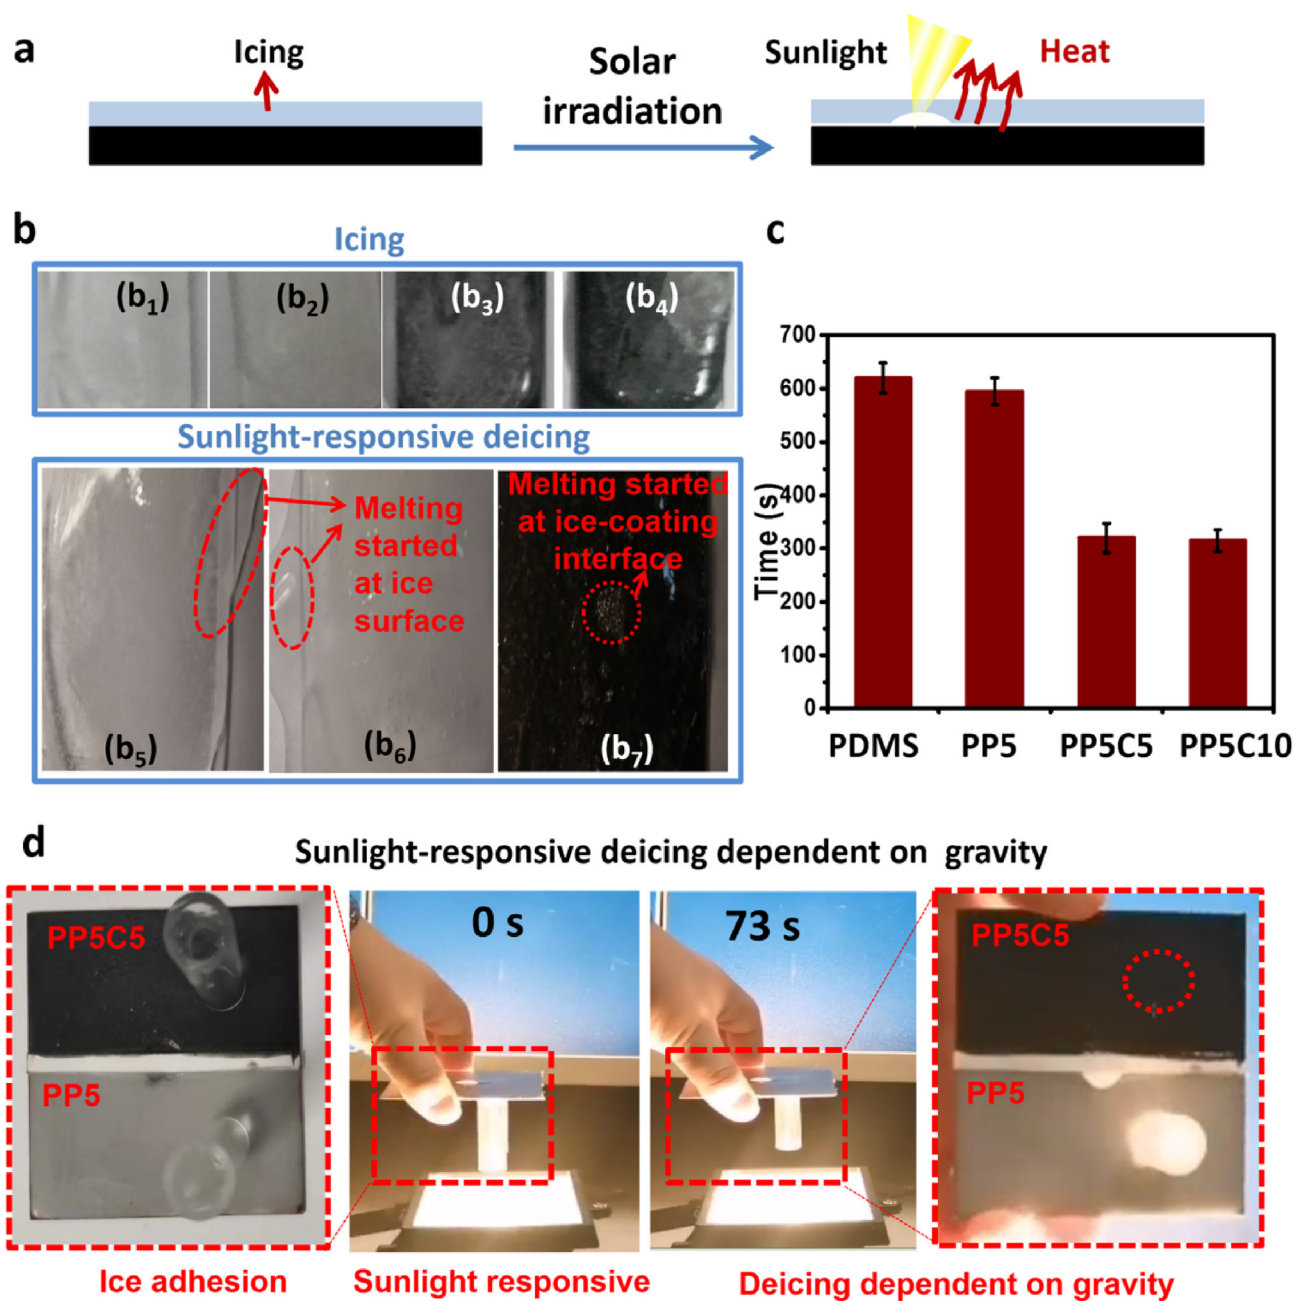 a
Icing
Solar
irradiation
Sunlight
Heat
b
Icing
(b₁)
(b₂)
(b₃)
(b₄)
Sunlight-responsive deicing
Melting
started
at ice
surface
Melting started
at ice-coating
interface
(b₅)
(b₆)
(b₇)
c
Time (s)
700
600
500
400
300
200
100
0
PDMS PP5 PP5C5 PP5C10
d
Sunlight-responsive deicing dependent on gravity
PP5C5
PP5
0 s
73 s
PP5C5
PP5
Ice adhesion
Sunlight responsive
Deicing dependent on gravity